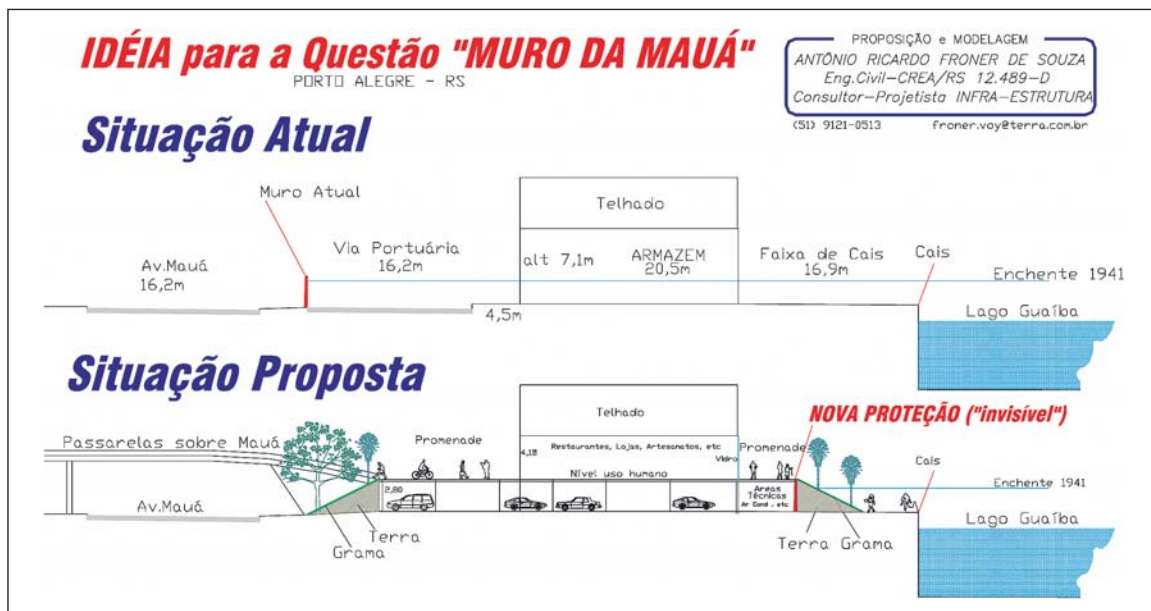 IDÉIA para a Questão "MURO DA MAUÁ"
PORTO ALEGRE - RS
PROPOSIÇÃO e MODELAGEM
ANTÔNIO RICARDO FRONER DE SOUZA
Eng.Civil-CREA/RS 12.489-D
Consultor-Projetista INFRA-ESTRUTURA
(51) 9121-0513 froner.voy@terra.com.br
Situação Atual
Muro Atual
Telhado
Av.Mauá
16,2m
Via Portuária
16,2m
alt 7,1m
ARMAZEM
20,5m
Faixa de Cais
16,9m
Cais
Enchente 1941
4,5m
Lago Guaíba
Situação Proposta
NOVA PROTEÇÃO ("invisível")
Telhado
Passarelas sobre Mauá
Promenade
4,15
Restaurantes, Lojas, Artesanatos, etc
Vidro
Promenade
Nível uso humano
Cais
Enchente 1941
2,80
Areas
Técnicas
Ar Cond , etc
Av.Mauá
Terra
Grama
Terra Grama
Lago Guaíba